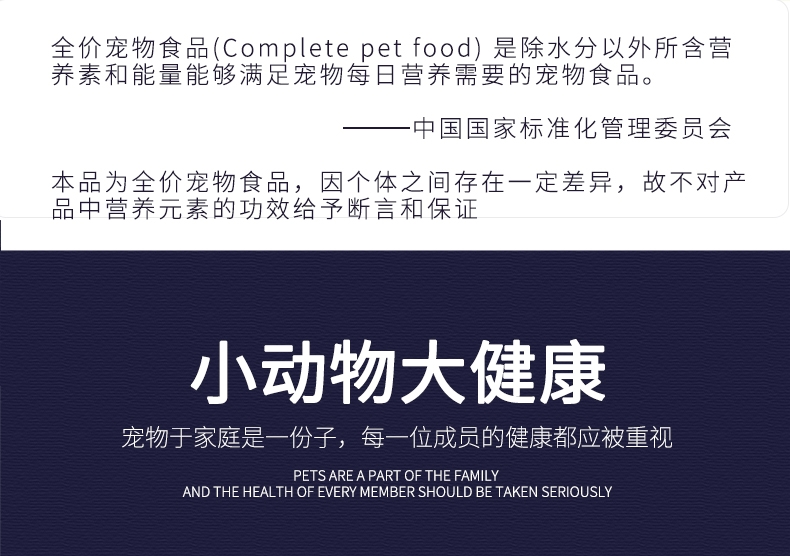 全价宠物食品(Complete pet food) 是除水分以外所含营
养素和能量能够满足宠物每日营养需要的宠物食品。
———中国国家标准化管理委员会
本品为全价宠物食品，因个体之间存在一定差异，故不对产
品中营养元素的功效给予断言和保证
小动物大健康
宠物于家庭是一份子，每一位成员的健康都应被重视
PETS ARE A PART OF THE FAMILY
AND THE HEALTH OF EVERY MEMBER SHOULD BE TAKEN SERIOUSLY